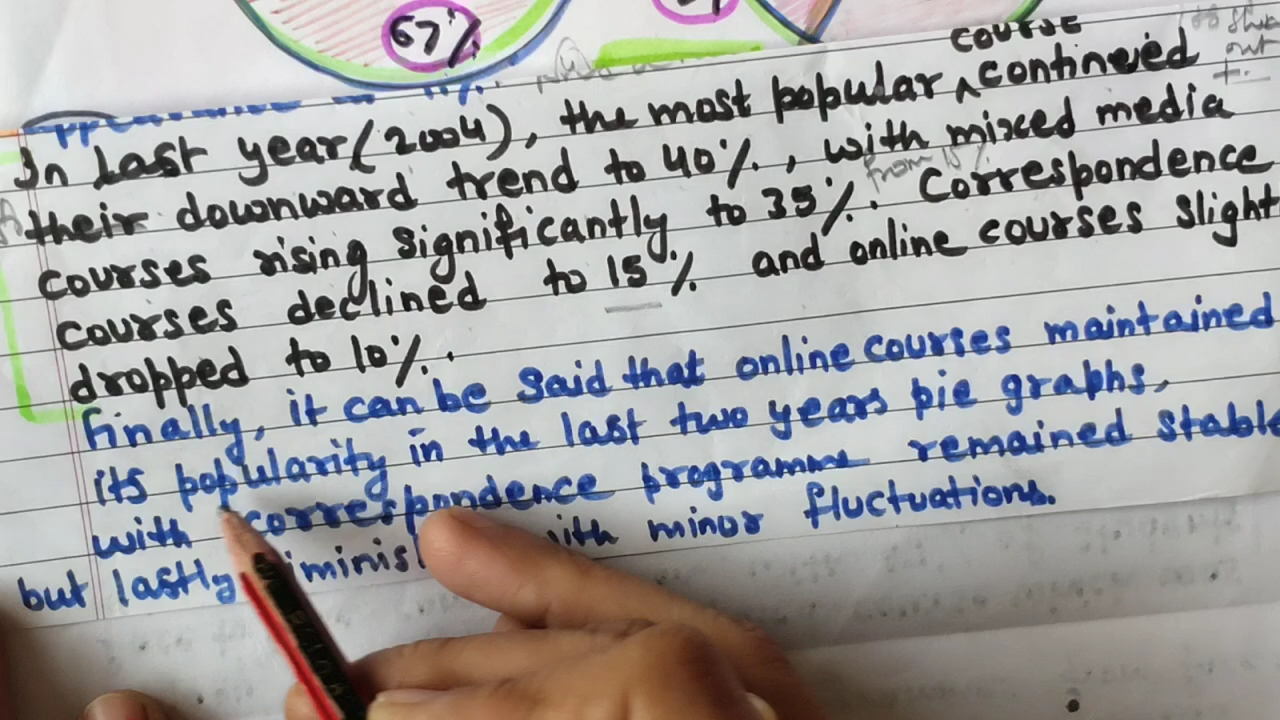 67%
course
In Last year(2004), the most popular ^ continued
their downward trend to 40%, with mixed media
from 15%
courses rising significantly to 35%. Correspondence
courses declined to 15% and online courses slight
dropped to 10%.
Finally, it can be said that online courses maintained
its popularity in the last two years pie graphs,
with correspondence programme remained stable
but lastly with minor fluctuations.